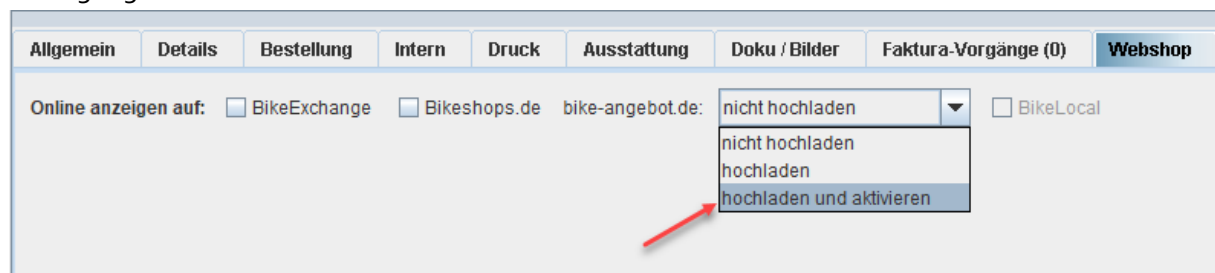 Allgemein Details Bestellung Intern Druck Ausstattung Doku / Bilder Faktura-Vorgänge (0) Webshop
Online anzeigen auf: BikeExchange Bikeshops.de bike-angebot.de: nicht hochladen BikeLocal
nicht hochladen
hochladen
hochladen und aktivieren